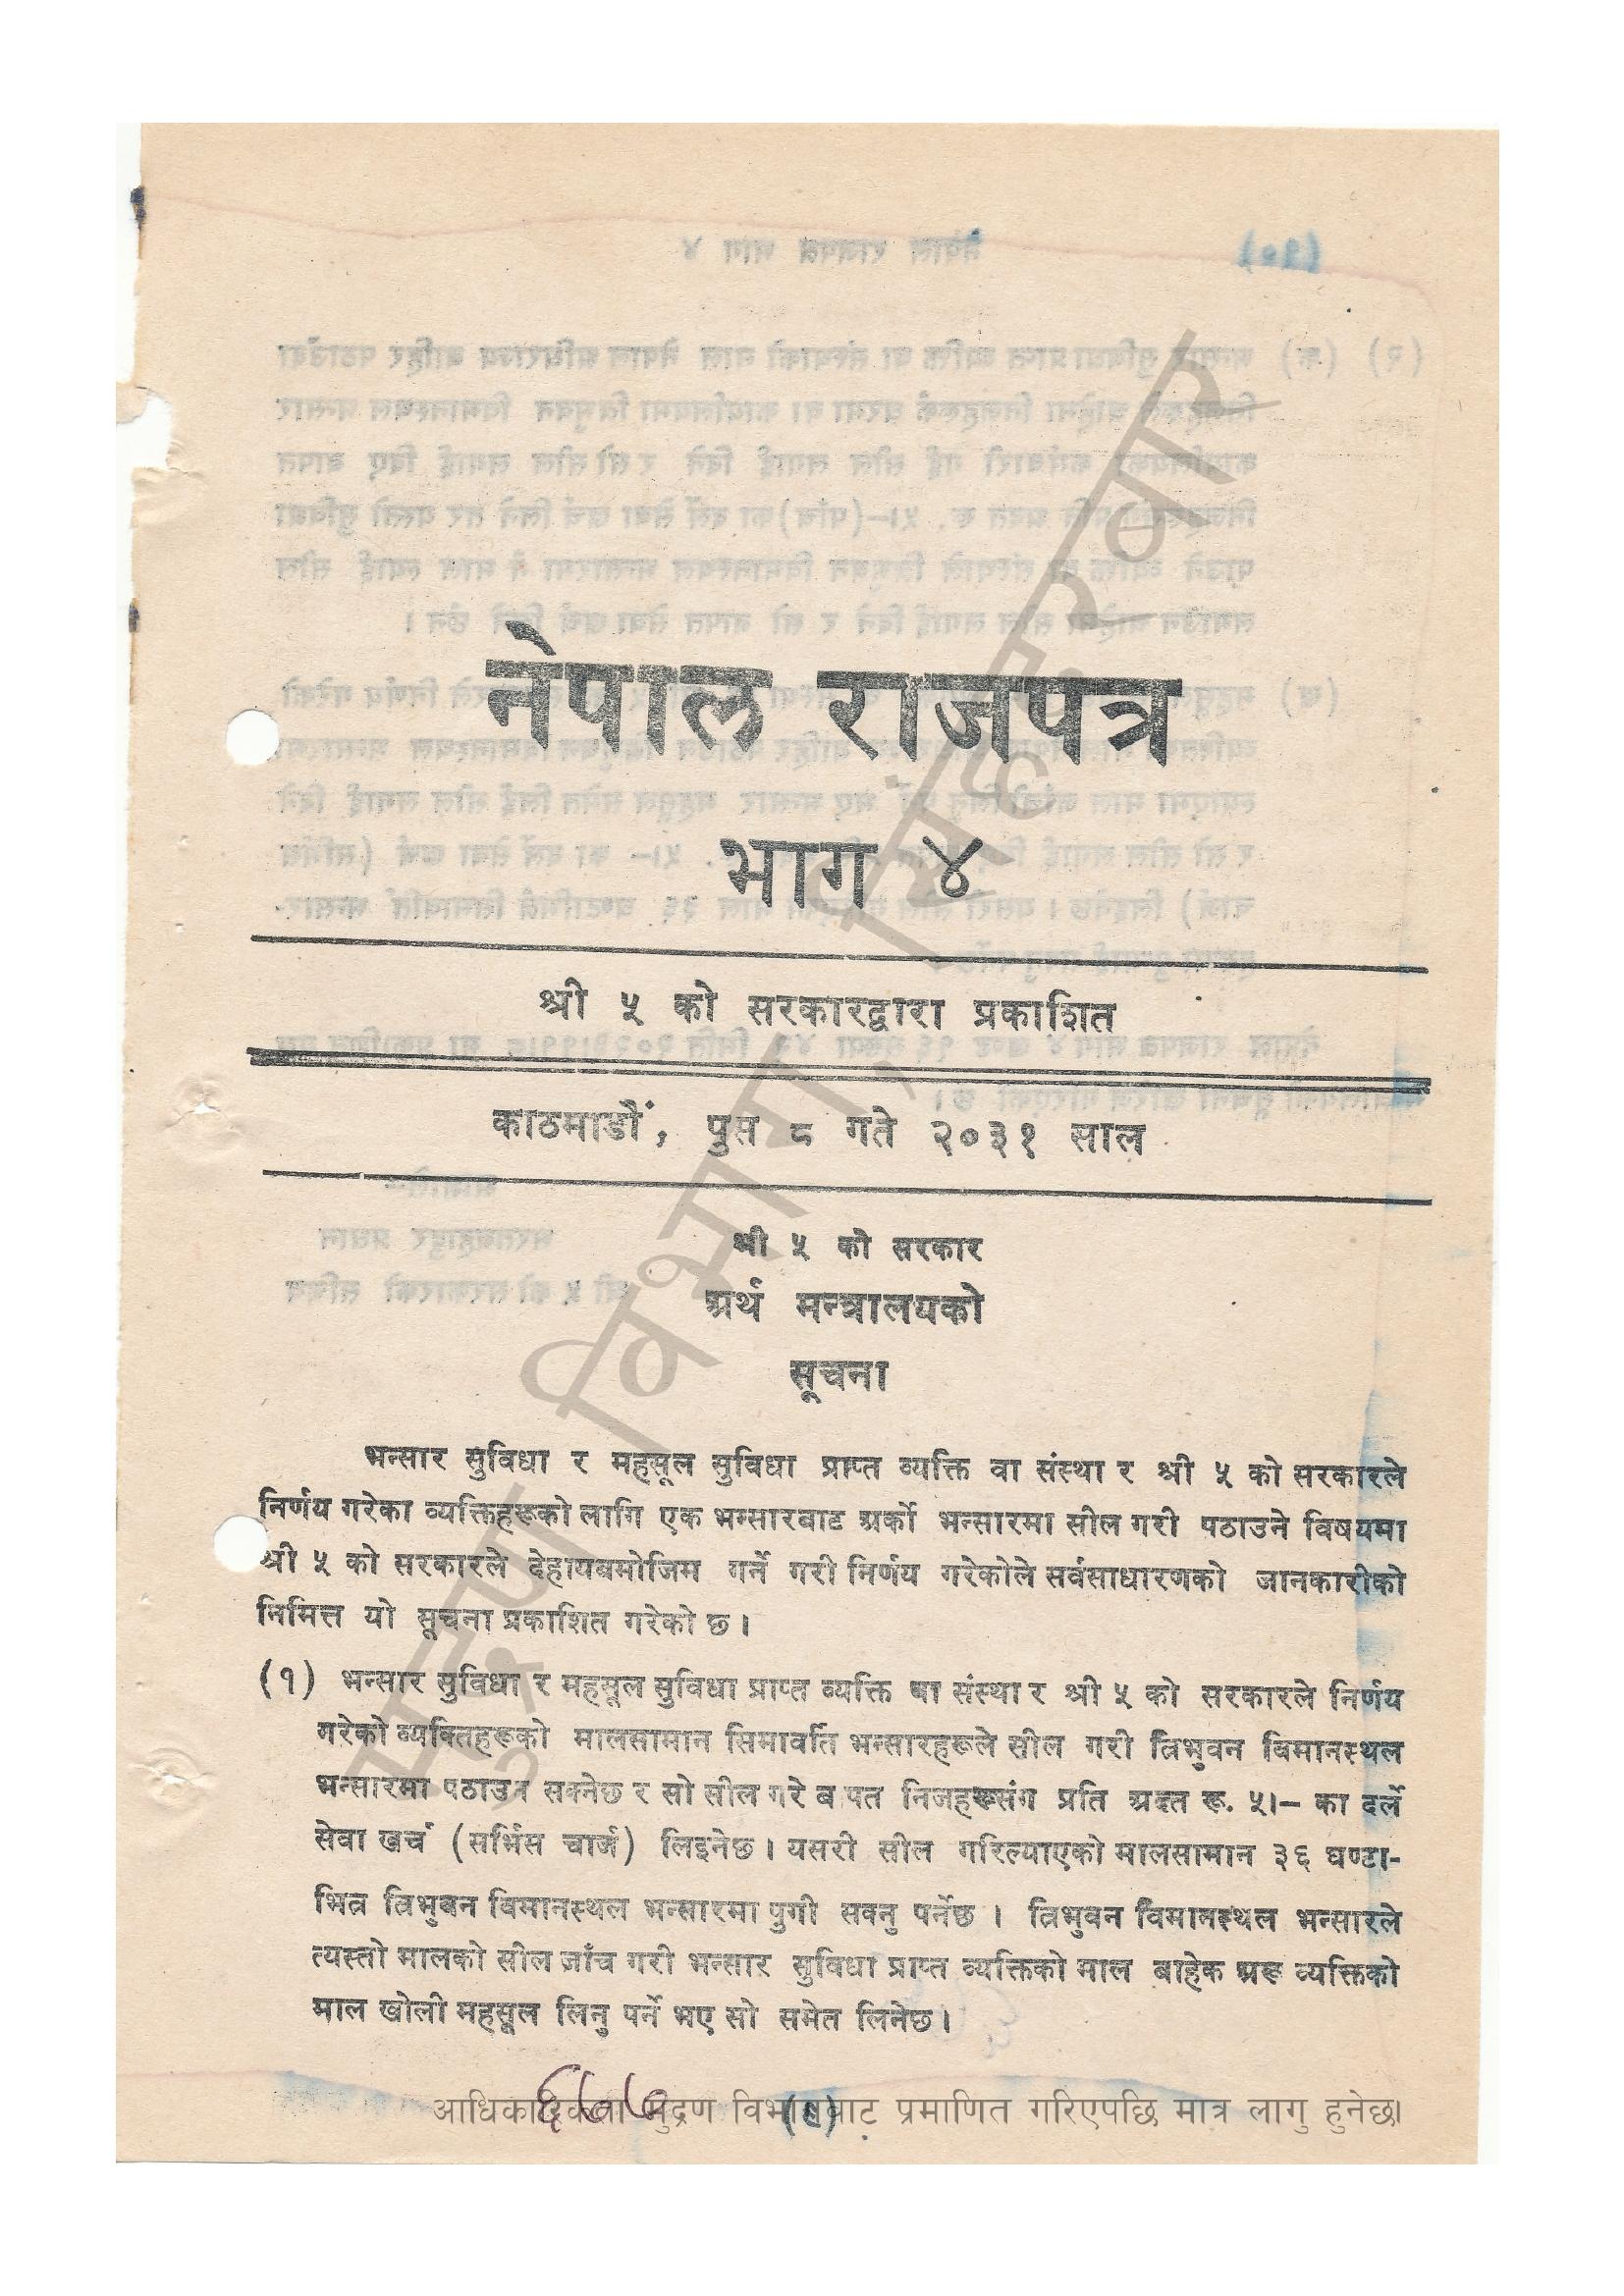 नेपाल राजपत्र
भाग ४
श्री ५ को सरकारद्वारा प्रकाशित
काठमाडौं, पुस ८ गते २०३१ साल
श्री ५ को सरकार
अर्थ मन्त्रालयको
सूचना
भन्सार सुविधा र महसूल सुविधा प्राप्त व्यक्ति वा संस्था र श्री ५ को सरकारले
निर्णय गरेका व्यक्तिहरूको लागि एक भन्सारबाट अर्को भन्सारमा सील गरी पठाउने विषयमा
श्री ५ को सरकारले देहायबमोजिम गर्ने गरी निर्णय गरेकोले सर्वसाधारणको जानकारीको
निमित्त यो सूचना प्रकाशित गरेको छ ।
(१) भन्सार सुविधा र महसूल सुविधा प्राप्त व्यक्ति वा संस्था र श्री ५ को सरकारले निर्णय
गरेको व्यक्तिहरूको मालसामान सिमावर्ति भन्सारहरूले सील गरी त्रिभुवन विमानस्थल
भन्सारमा पठाउन सक्नेछ र सो सील गरे बापत निजहरूसंग प्रति अदत रू. ५।– का दर्ले
सेवा खर्च (सर्भिस चार्ज) लिइनेछ । यसरी सील गरिल्याएको मालसामान ३६ घण्टा-
भित्र त्रिभुवन विमानस्थल भन्सारमा पुगी सक्नु पर्नेछ । त्रिभुवन विमानस्थल भन्सारले
त्यस्तो मालको सील जाँच गरी भन्सार सुविधा प्राप्त व्यक्तिको माल बाहेक अरू व्यक्तिको
माल खोली महसूल लिनु पर्ने भए सो समेत लिनेछ ।
आधिकारिकता मुद्रण विभागबाट प्रमाणित गरिएपछि मात्र लागु हुनेछ।
मुद्रण विभाग, सिंहदरबार